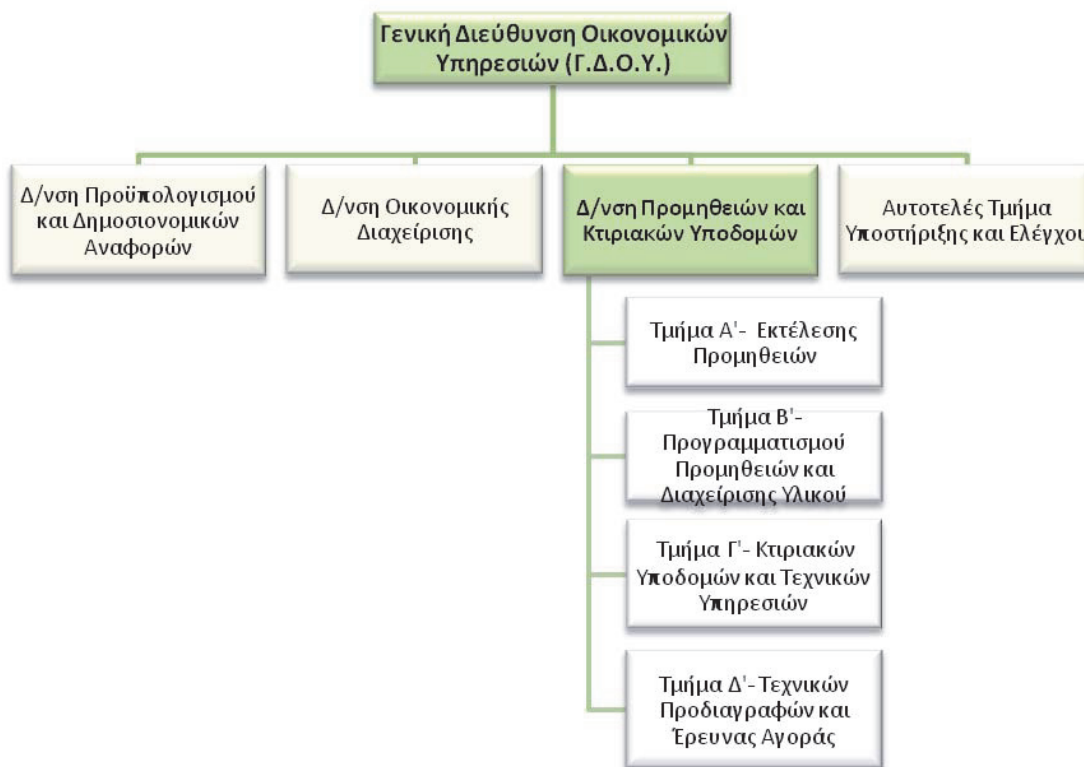 Γενική Διεύθυνση Οικονομικών
Υπηρεσιών (Γ.Δ.Ο.Υ.)
Δ/νση Προϋπολογισμού
και Δημοσιονομικών
Αναφορών
Δ/νση Οικονομικής
Διαχείρισης
Δ/νση Προμηθειών και
Κτιριακών Υποδομών
Αυτοτελές Τμήμα
Υποστήριξης και Ελέγχου
Τμήμα Α'- Εκτέλεσης
Προμηθειών
Τμήμα Β'-
Προγραμματισμού
Προμηθειών και
Διαχείρισης Υλικού
Τμήμα Γ'- Κτιριακών
Υποδομών και Τεχνικών
Υπηρεσιών
Τμήμα Δ'- Τεχνικών
Προδιαγραφών και
Έρευνας Αγοράς